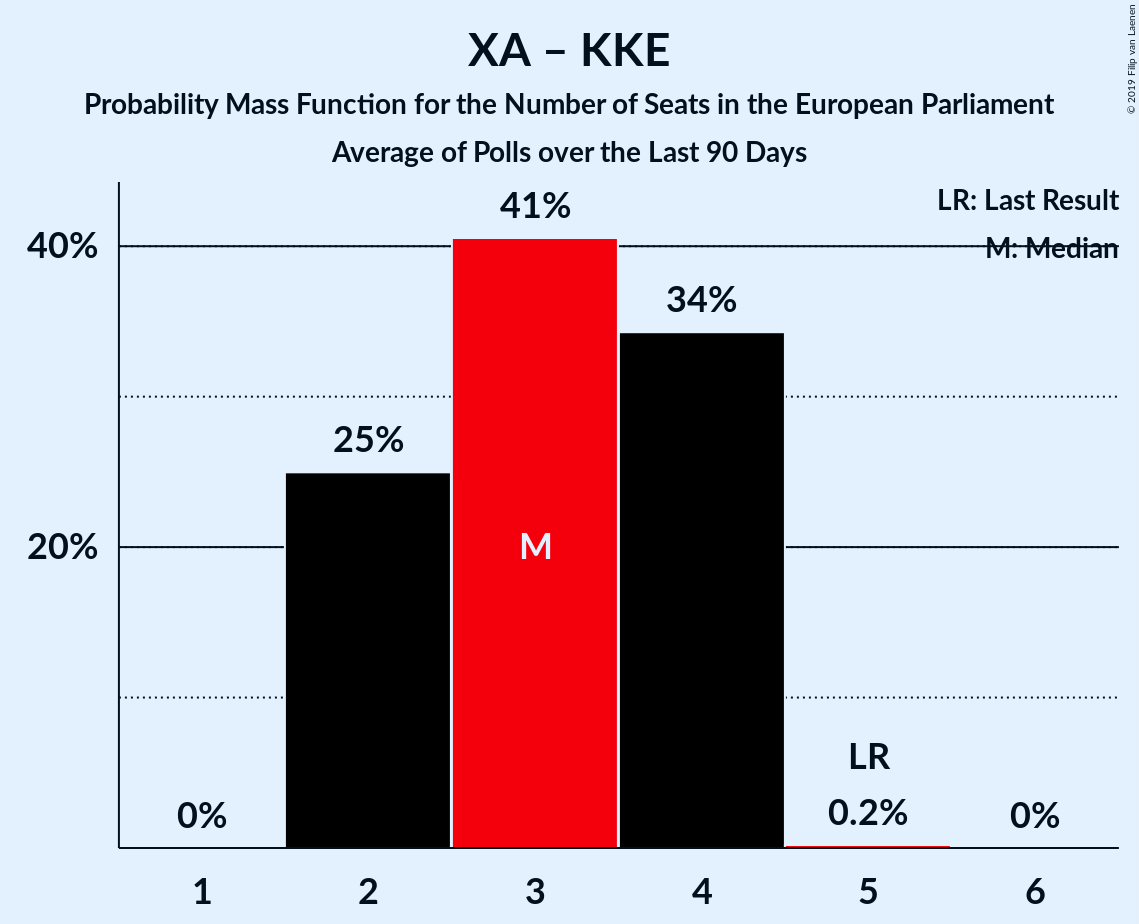 XA – KKE
Probability Mass Function for the Number of Seats in the European Parliament
Average of Polls over the Last 90 Days
© 2019 Filip van Laenen
LR: Last Result
M: Median
40%
20%
0%
25%
41%
34%
0.2%
0%
M
LR
1 2 3 4 5 6